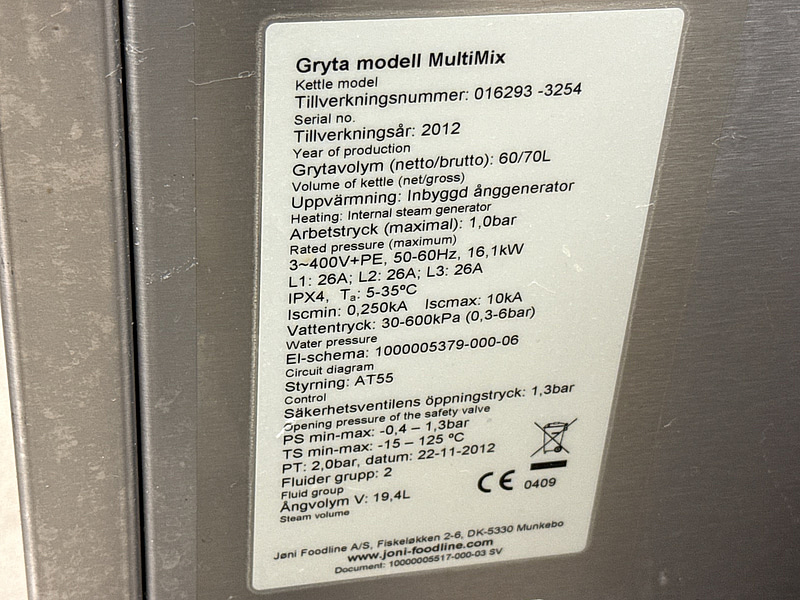 Gryta modell MultiMix
Kettle model
Tillverkningsnummer: 016293 -3254
Serial no.
Tillverkningsår: 2012
Year of production
Grytavolym (netto/brutto): 60/70L
Volume of kettle (net/gross)
Uppvärmning: Inbyggd ånggenerator
Heating: Internal steam generator
Arbetstryck (maximal): 1,0bar
Rated pressure (maximum)
3~400V+PE, 50-60Hz, 16,1kW
L1: 26A; L2: 26A; L3: 26A
IPX4, Ta: 5-35ºC
Iscmin: 0,250kA Iscmax: 10kA
Vattentryck: 30-600kPa (0,3-6bar)
Water pressure
El-schema: 1000005379-000-06
Circuit diagram
Styrning: AT55
Control
Säkerhetsventilens öppningstryck: 1,3bar
Opening pressure of the safety valve
PS min-max: -0,4 – 1,3bar
TS min-max: -15 – 125 ºC
PT: 2,0bar, datum: 22-11-2012
Fluider grupp: 2
Fluid group
Ångvolym V: 19,4L
Steam volume
CE 0409
Jøni Foodline A/S, Fiskeløkken 2-6, DK-5330 Munkebo
www.joni-foodline.com
Document: 10000005517-000-03 SV